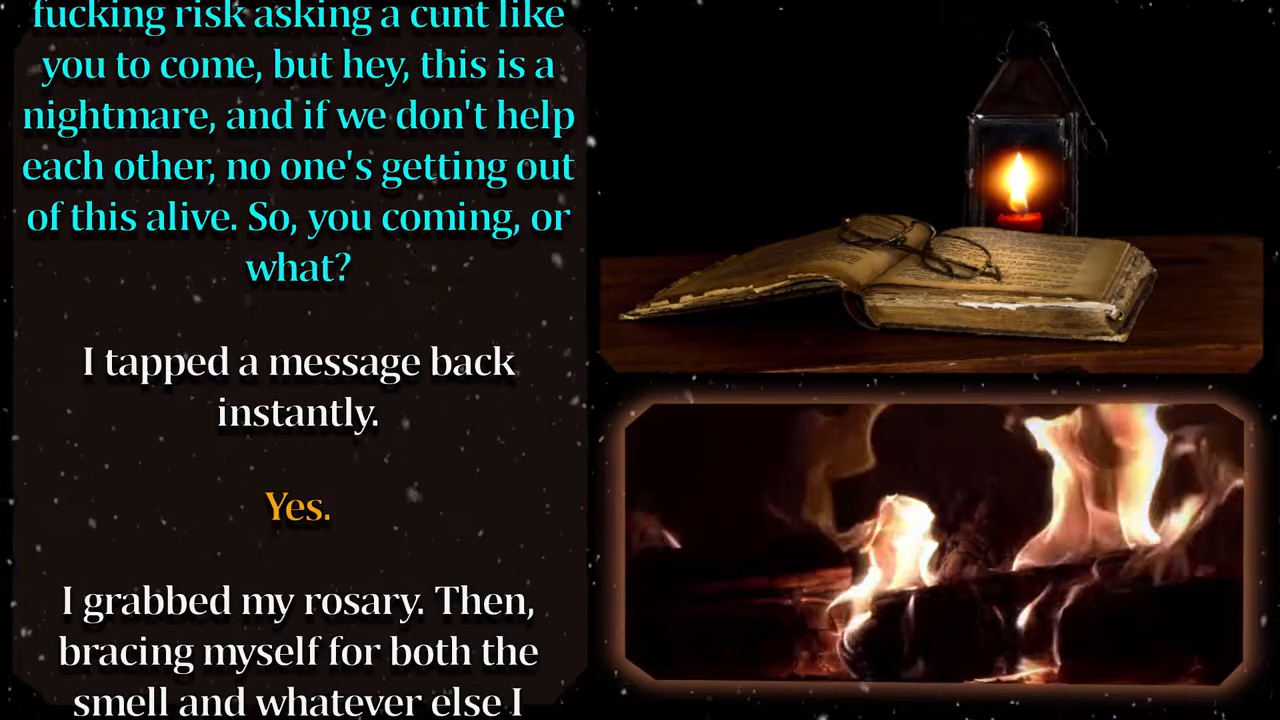 fucking risk asking a cunt like
you to come, but hey, this is a
nightmare, and if we don't help
each other, no one's getting out
of this alive. So, you coming, or
what?
I tapped a message back
instantly.
Yes.
I grabbed my rosary. Then,
bracing myself for both the
smell and whatever else I